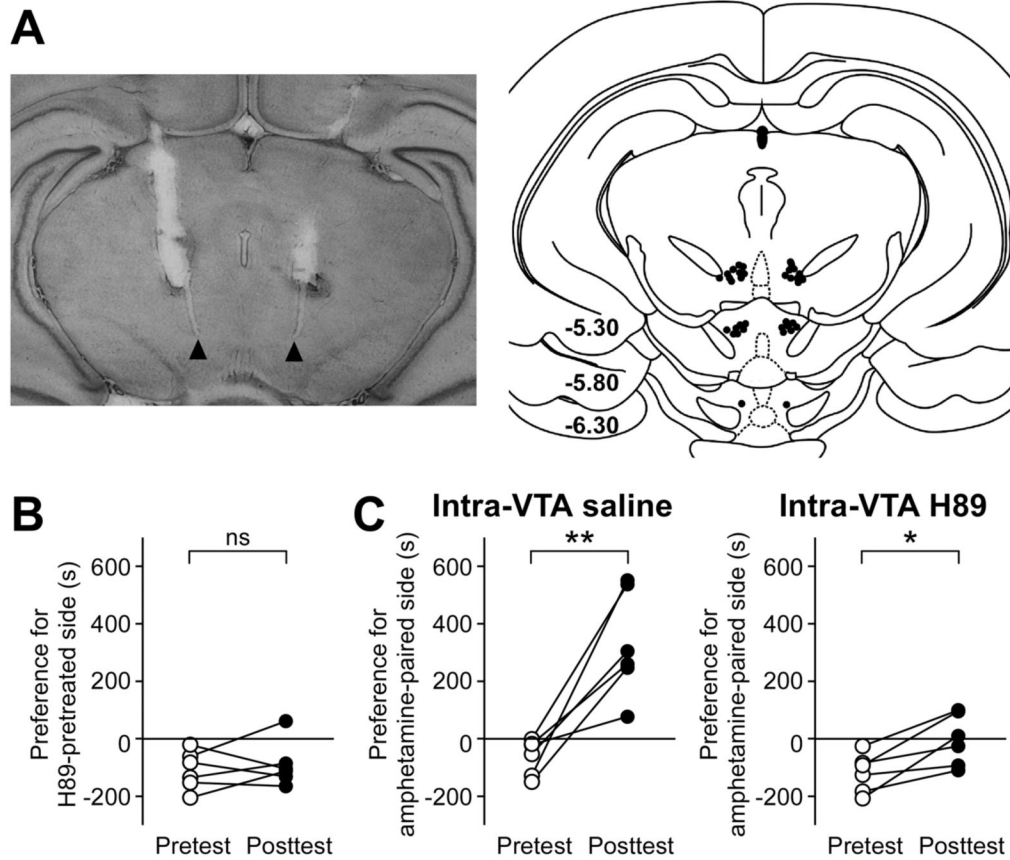 A
-5.30
-5.80
-6.30
B
ns
Preference for
H89-pretreated side (s)
600
400
200
0
-200
Pretest Posttest
C
Intra-VTA saline
**
Preference for
amphetamine-paired side (s)
600
400
200
0
-200
Pretest Posttest
Intra-VTA H89
*
Preference for
amphetamine-paired side (s)
600
400
200
0
-200
Pretest Posttest